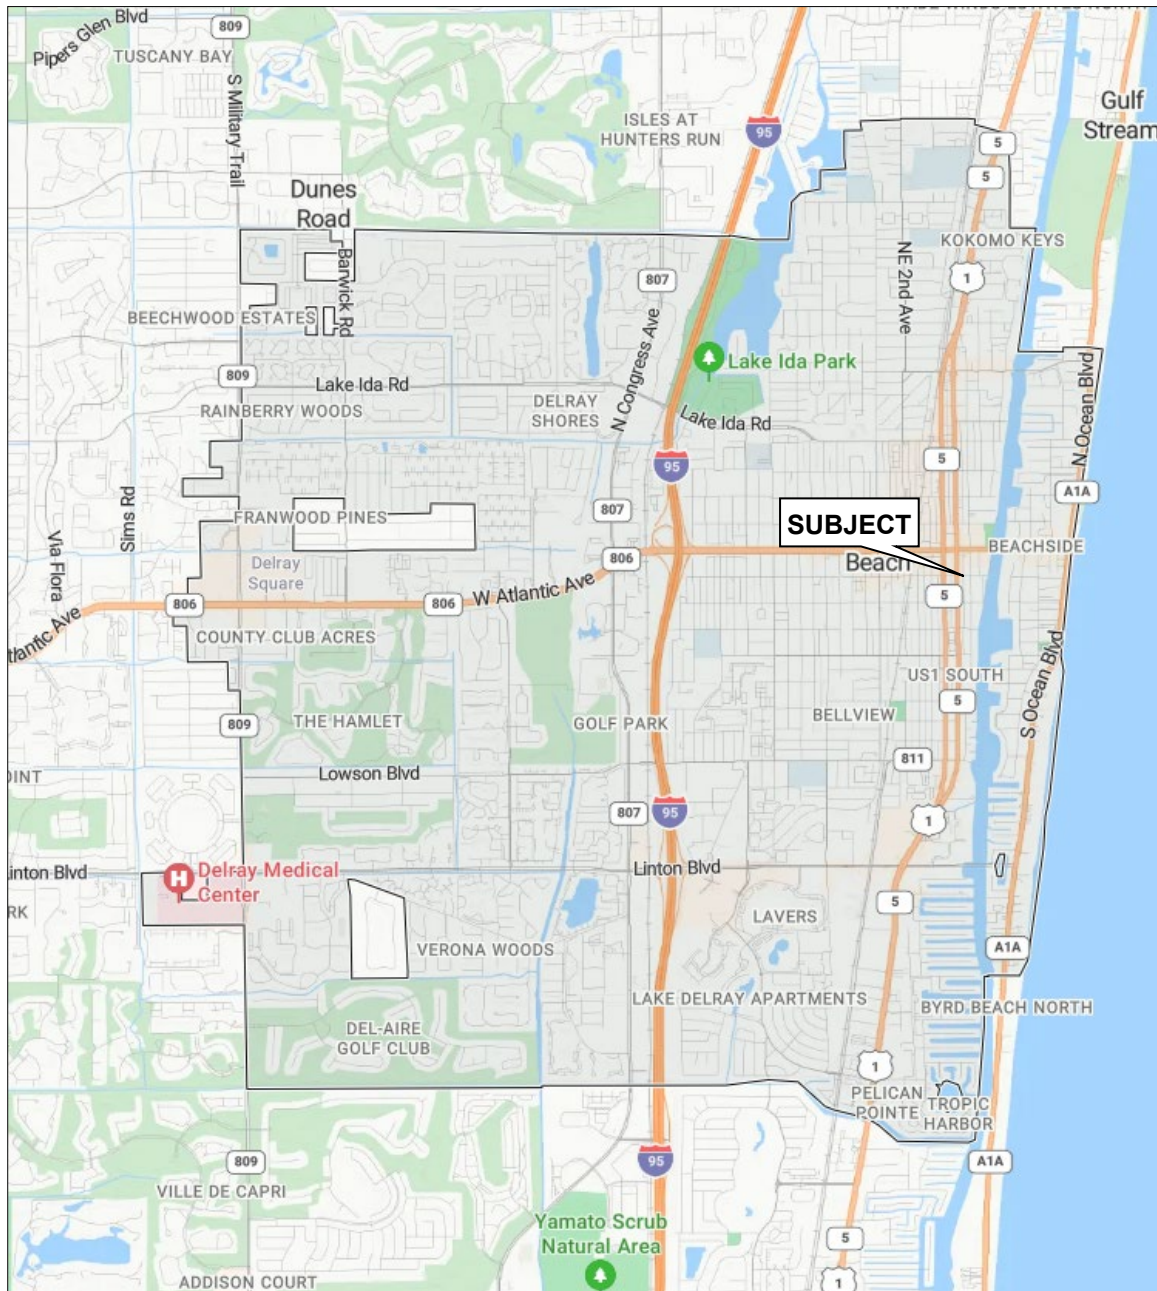 Pipers Glen Blvd
809
TUSCANY BAY
S Military Trail
ISLES AT
HUNTERS RUN
95
Gulf
Stream
5
5
Dunes
Road
KOKOMO KEYS
NE 2nd Ave
807
1
Barwick Rd
BEECHWOOD ESTATES
Lake Ida Park
N Congress Ave
N Ocean Blvd
809
Lake Ida Rd
RAINBERRY WOODS
DELRAY
SHORES
Lake Ida Rd
95
5
A1A
Sims Rd
807
FRANWOOD PINES
SUBJECT
BEACHSIDE
Via Flora
Delray
Square
806
Beach
W Atlantic Ave
5
806
806
tlantic Ave
COUNTY CLUB ACRES
S Ocean Blvd
US1 SOUTH
5
THE HAMLET
GOLF PARK
BELLVIEW
809
811
OINT
Lowson Blvd
807
95
1
Linton Blvd
inton Blvd
Delray Medical
Center
RK
5
LAVERS
VERONA WOODS
A1A
LAKE DELRAY APARTMENTS
BYRD BEACH NORTH
DEL-AIRE
GOLF CLUB
1
PELICAN
POINTE
TROPIC
HARBOR
809
95
A1A
VILLE DE CAPRI
Yamato Scrub
Natural Area
5
ADDISON COURT
1